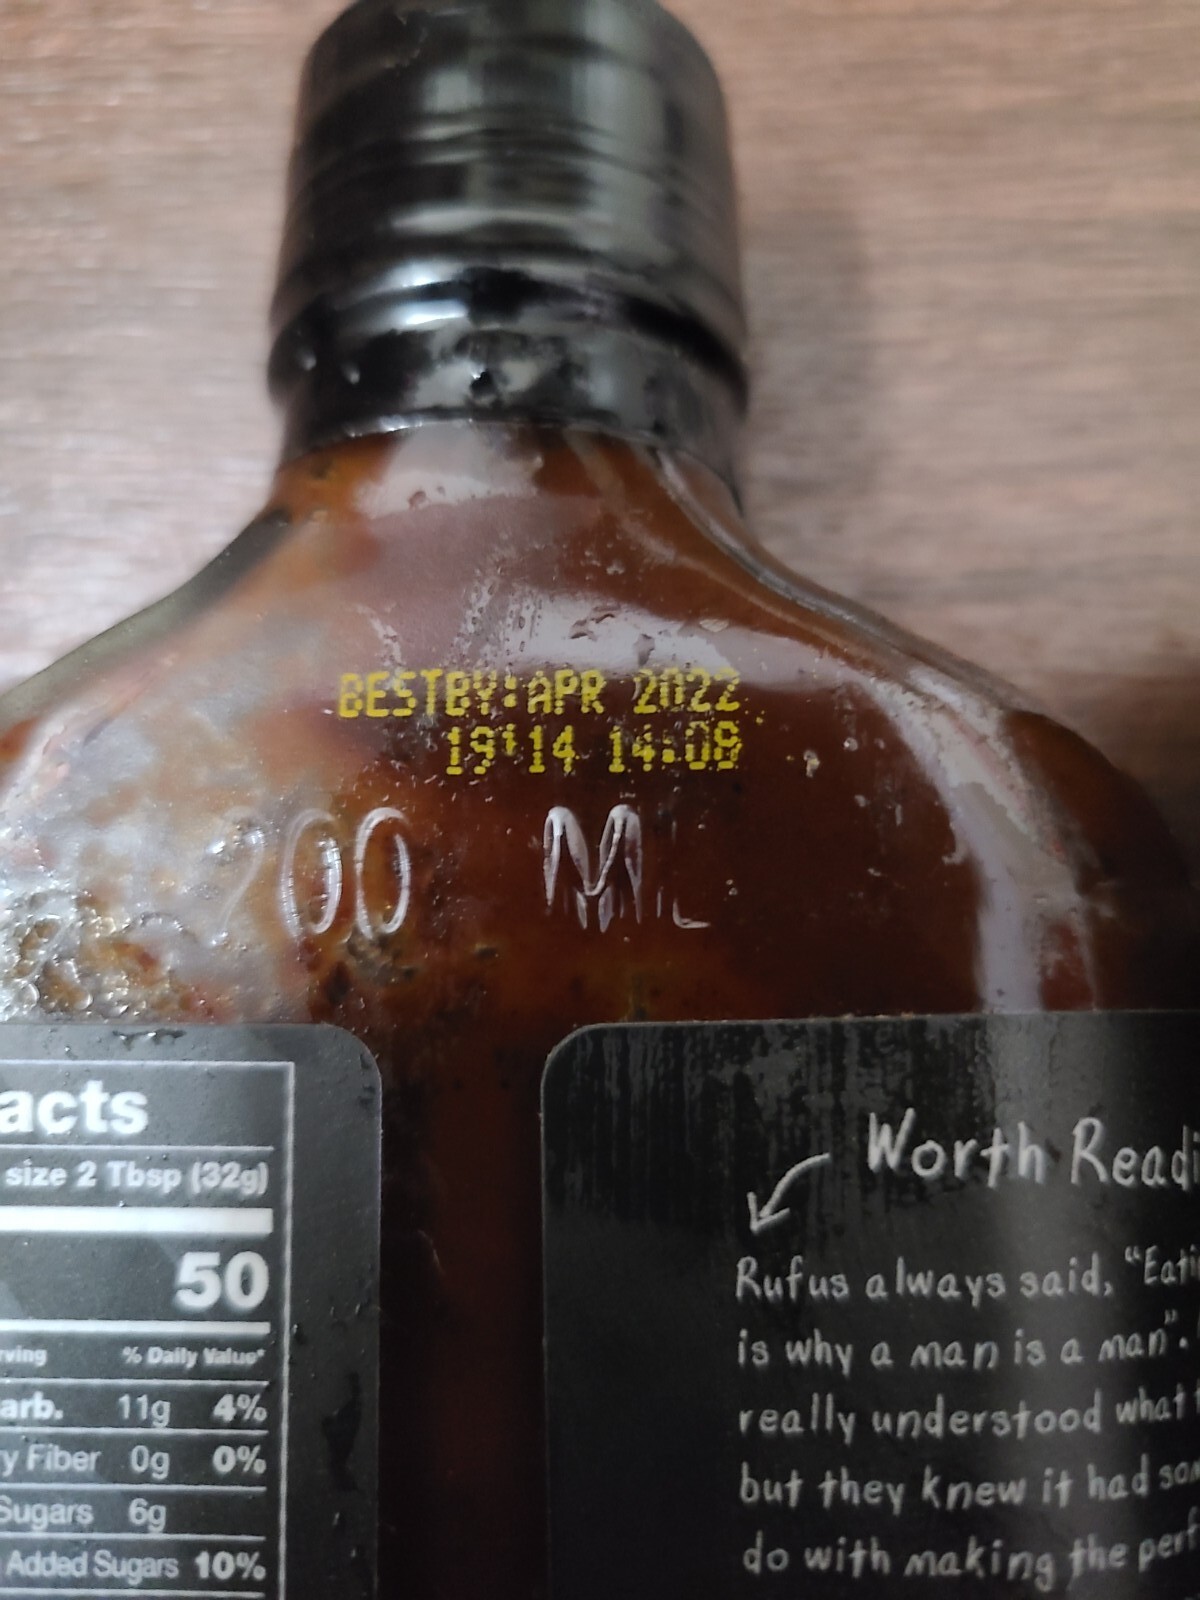 BESTBY:APR 2022
19'14 14:08
200 ML
acts
size 2 Tbsp (32g)
50
rving % Daily Value*
arb. 11g 4%
y Fiber 0g 0%
Sugars 6g
Added Sugars 10%
Worth Readi
Rufus always said, "Eati
is why a man is a man".
really understood what
but they knew it had som
do with making the perf